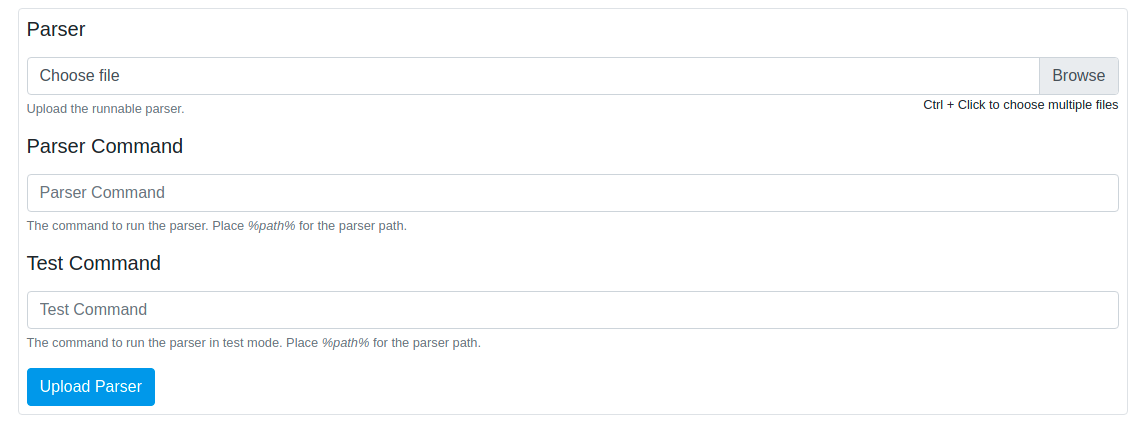 Parser
Choose file
Browse
Upload the runnable parser.
Ctrl + Click to choose multiple files
Parser Command
Parser Command
The command to run the parser. Place %path% for the parser path.
Test Command
Test Command
The command to run the parser in test mode. Place %path% for the parser path.
Upload Parser